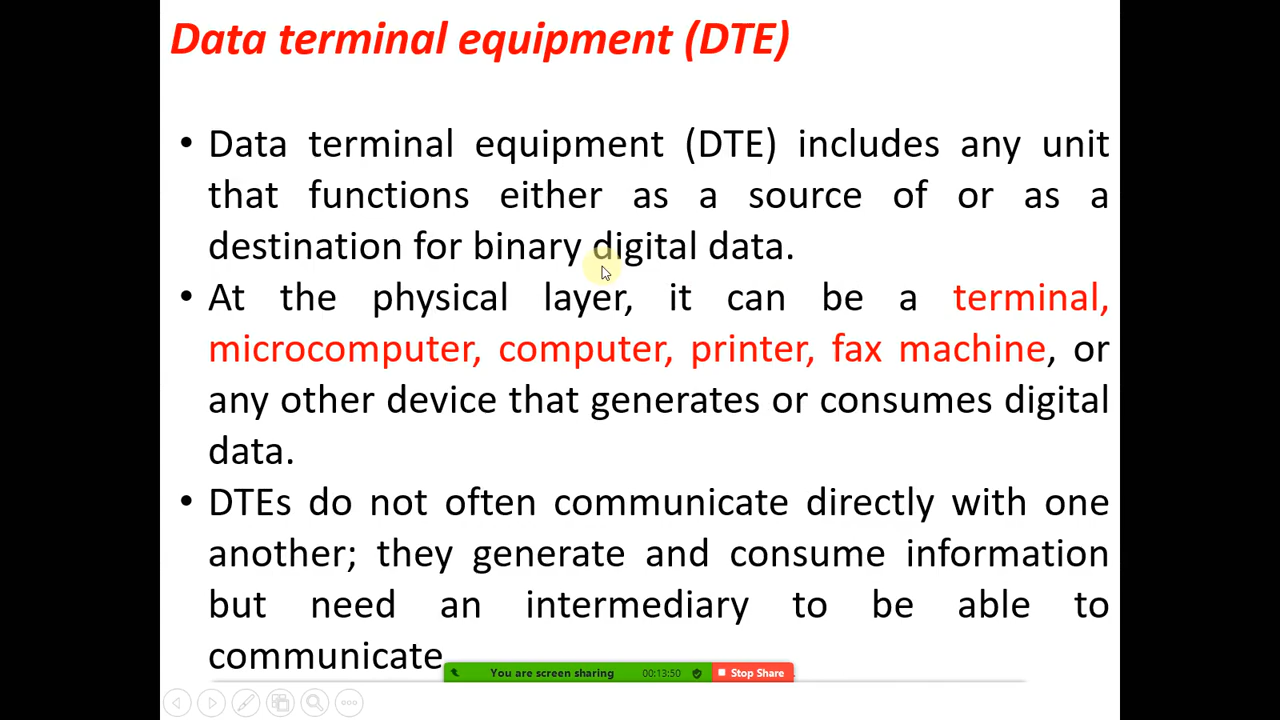 Data terminal equipment (DTE)
• Data terminal equipment (DTE) includes any unit
that functions either as a source of or as a
destination for binary digital data.
• At the physical layer, it can be a terminal,
microcomputer, computer, printer, fax machine, or
any other device that generates or consumes digital
data.
• DTEs do not often communicate directly with one
another; they generate and consume information
but need an intermediary to be able to
communicate
You are screen sharing 00:13:50 Stop Share